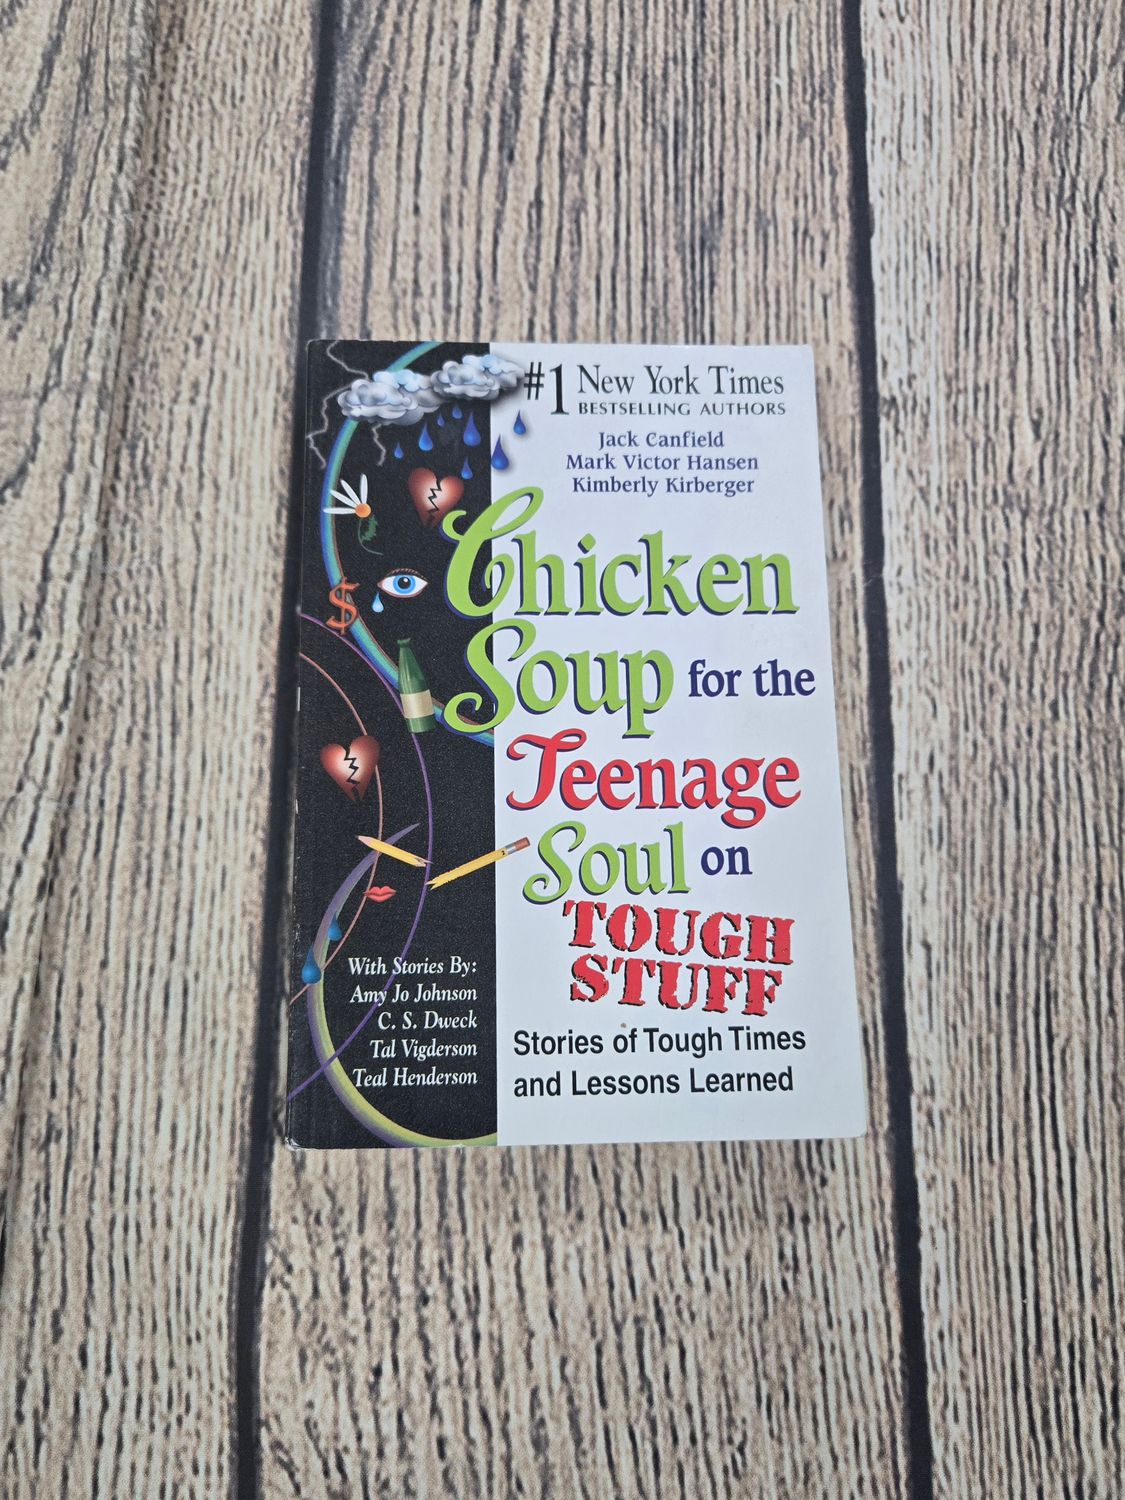 #1 New York Times
BESTSELLING AUTHORS
Jack Canfield
Mark Victor Hansen
Kimberly Kirberger
Chicken
Soup for the
Teenage
Soul on
TOUGH
STUFF
Stories of Tough Times
and Lessons Learned
With Stories By:
Amy Jo Johnson
C. S. Dweck
Tal Vigderson
Teal Henderson
$